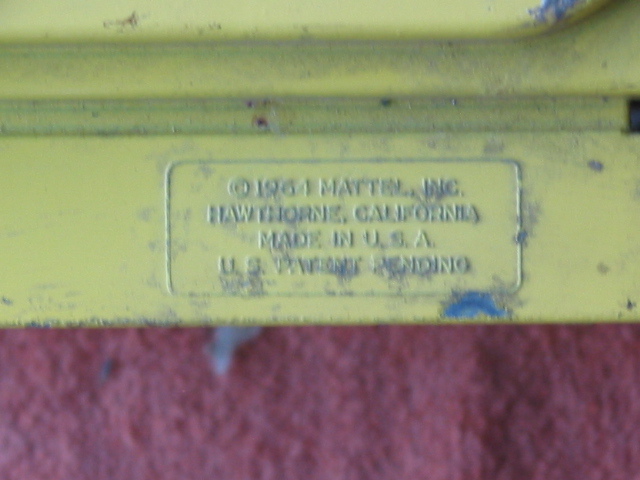 © 1964 MATTEL, INC.
HAWTHORNE, CALIFORNIA
MADE IN U.S.A.
U.S. PATENT PENDING